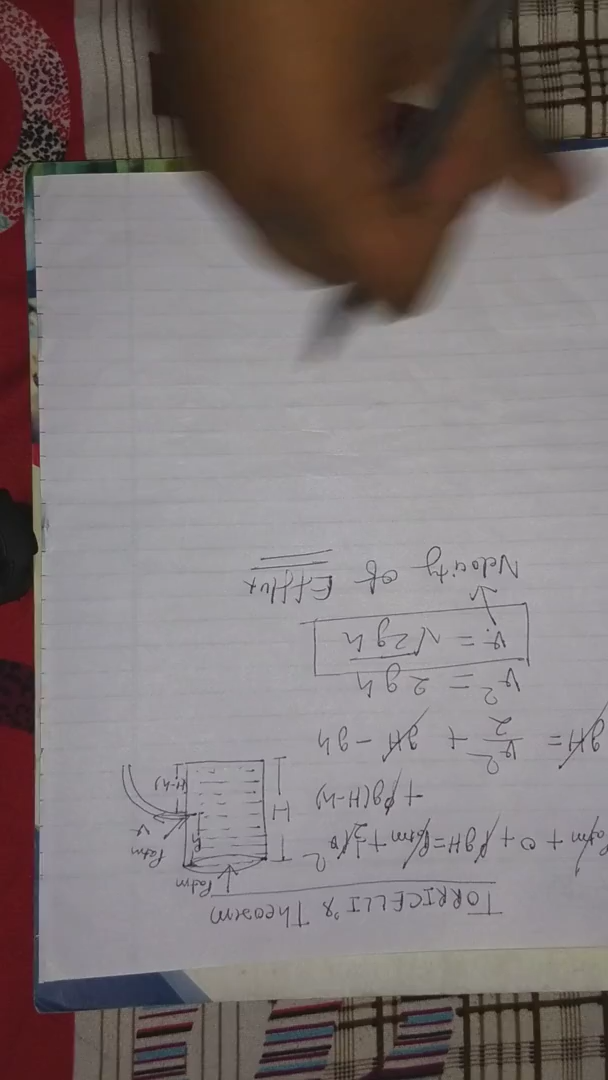 TORRICELLI'S Theorem
Patm + 0 + ρgH = Patm + ½ρv²
+ ρg(H-h)
gH = v²/2 + gH - gh
v² = 2gh
v = √2gh
Velocity of Efflux
Patm
Patm
v
h
H
(H-h)